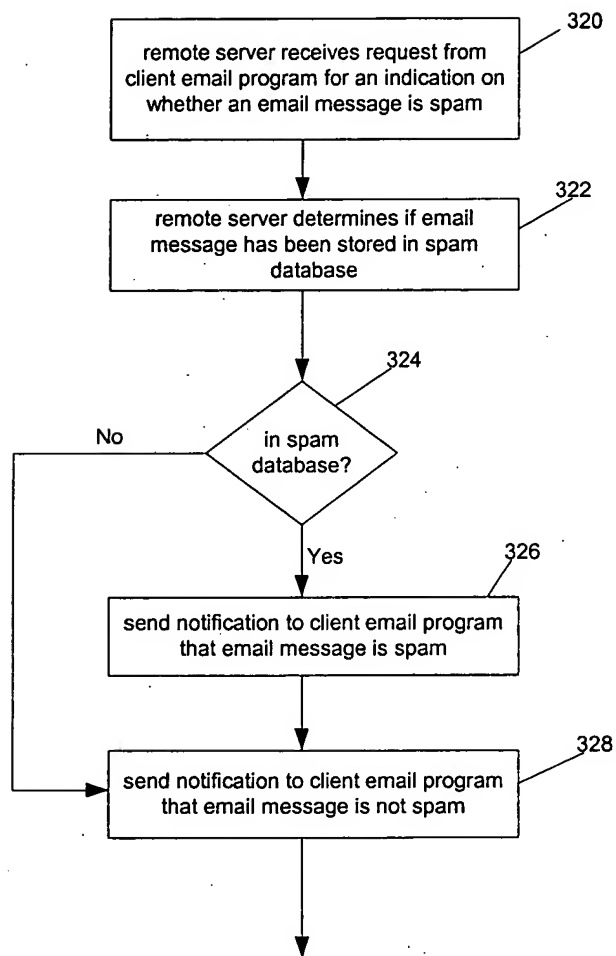 320
remote server receives request from
client email program for an indication on
whether an email message is spam
322
remote server determines if email
message has been stored in spam
database
324
No
in spam
database?
Yes
326
send notification to client email program
that email message is spam
328
send notification to client email program
that email message is not spam